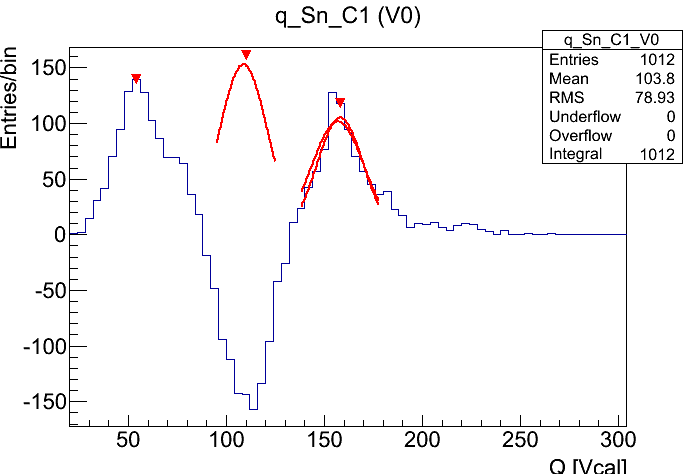 q_Sn_C1 (V0)
q_Sn_C1_V0
Entries 1012
Mean 103.8
RMS 78.93
Underflow 0
Overflow 0
Integral 1012
Entries/bin
150
100
50
0
-50
-100
-150
50 100 150 200 250 300
Q [Vcal]